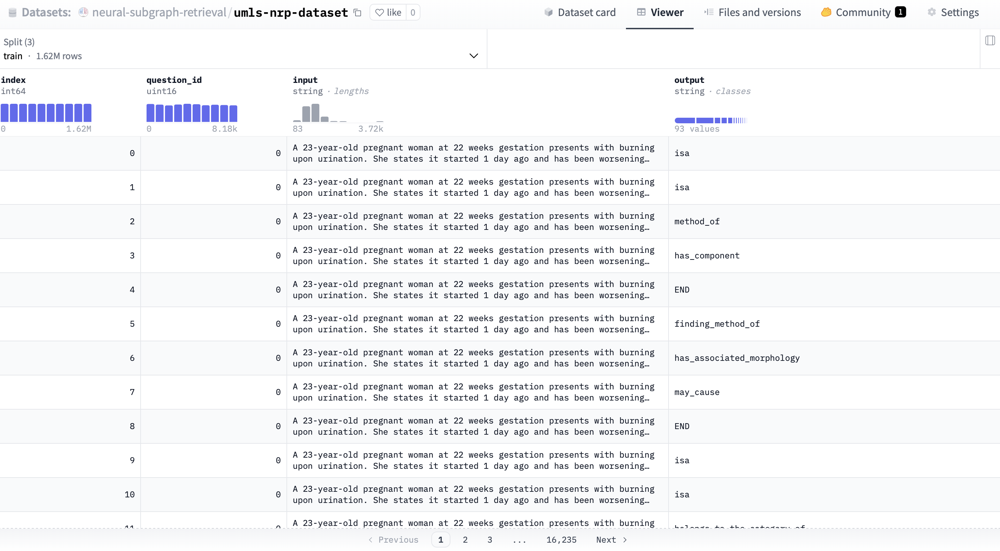 Datasets: neural-subgraph-retrieval/umls-nrp-dataset like 0 Dataset card Viewer Files and versions Community 1 Settings
Split (3)
train · 1.62M rows
index question_id input output
int64 uint16 string · lengths string · classes
0 1.62M 0 8.18k 83 3.72k 93 values
0 0 A 23-year-old pregnant woman at 22 weeks gestation presents with burning
upon urination. She states it started 1 day ago and has been worsening… isa
1 0 A 23-year-old pregnant woman at 22 weeks gestation presents with burning
upon urination. She states it started 1 day ago and has been worsening… isa
2 0 A 23-year-old pregnant woman at 22 weeks gestation presents with burning
upon urination. She states it started 1 day ago and has been worsening… method_of
3 0 A 23-year-old pregnant woman at 22 weeks gestation presents with burning
upon urination. She states it started 1 day ago and has been worsening… has_component
4 0 A 23-year-old pregnant woman at 22 weeks gestation presents with burning
upon urination. She states it started 1 day ago and has been worsening… END
5 0 A 23-year-old pregnant woman at 22 weeks gestation presents with burning
upon urination. She states it started 1 day ago and has been worsening… finding_method_of
6 0 A 23-year-old pregnant woman at 22 weeks gestation presents with burning
upon urination. She states it started 1 day ago and has been worsening… has_associated_morphology
7 0 A 23-year-old pregnant woman at 22 weeks gestation presents with burning
upon urination. She states it started 1 day ago and has been worsening… may_cause
8 0 A 23-year-old pregnant woman at 22 weeks gestation presents with burning
upon urination. She states it started 1 day ago and has been worsening… END
9 0 A 23-year-old pregnant woman at 22 weeks gestation presents with burning
upon urination. She states it started 1 day ago and has been worsening… isa
10 0 A 23-year-old pregnant woman at 22 weeks gestation presents with burning
upon urination. She states it started 1 day ago and has been worsening… isa
11 0 A 23-year-old pregnant woman at 22 weeks gestation presents with burning
belongs_to_the_category_of
Previous 1 2 3 ... 16,235 Next